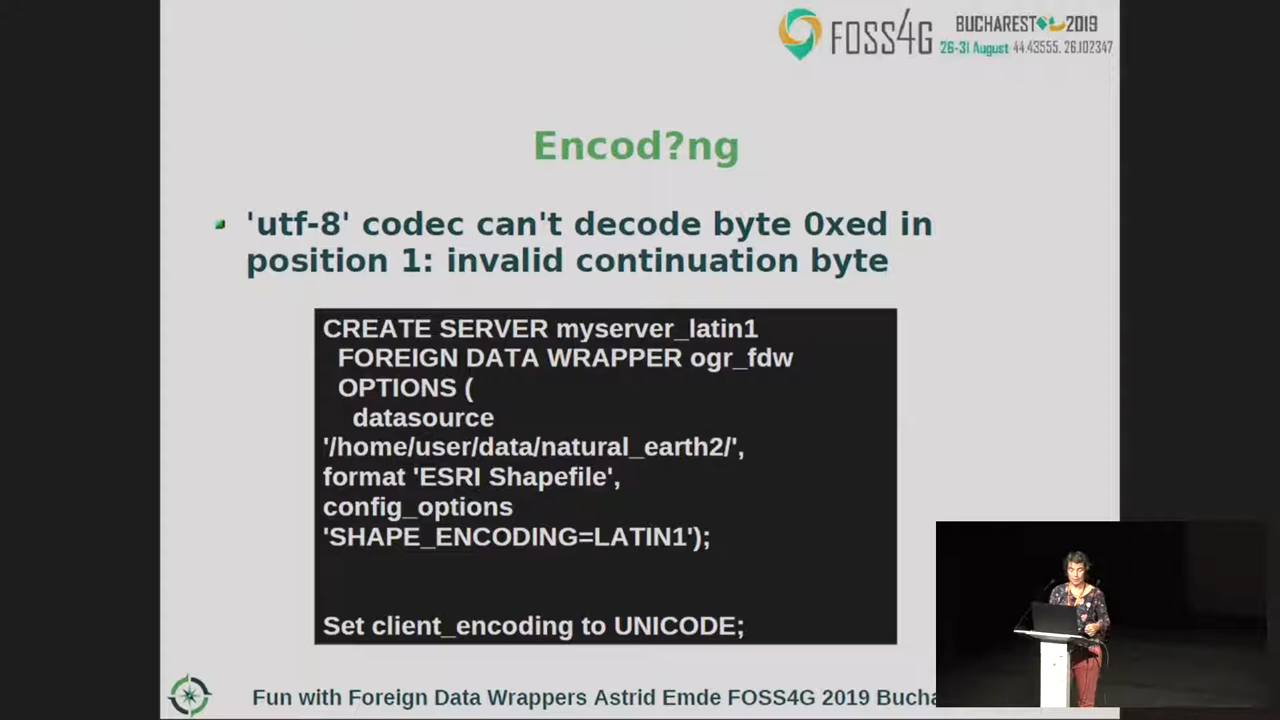 FOSS4G
BUCHAREST 2019
26-31 August 44.43555, 26.102347
Encod?ng
'utf-8' codec can't decode byte 0xed in
position 1: invalid continuation byte
CREATE SERVER myserver_latin1
FOREIGN DATA WRAPPER ogr_fdw
OPTIONS (
datasource
'/home/user/data/natural_earth2/',
format 'ESRI Shapefile',
config_options
'SHAPE_ENCODING=LATIN1');
Set client_encoding to UNICODE;
Fun with Foreign Data Wrappers Astrid Emde FOSS4G 2019 Bucha